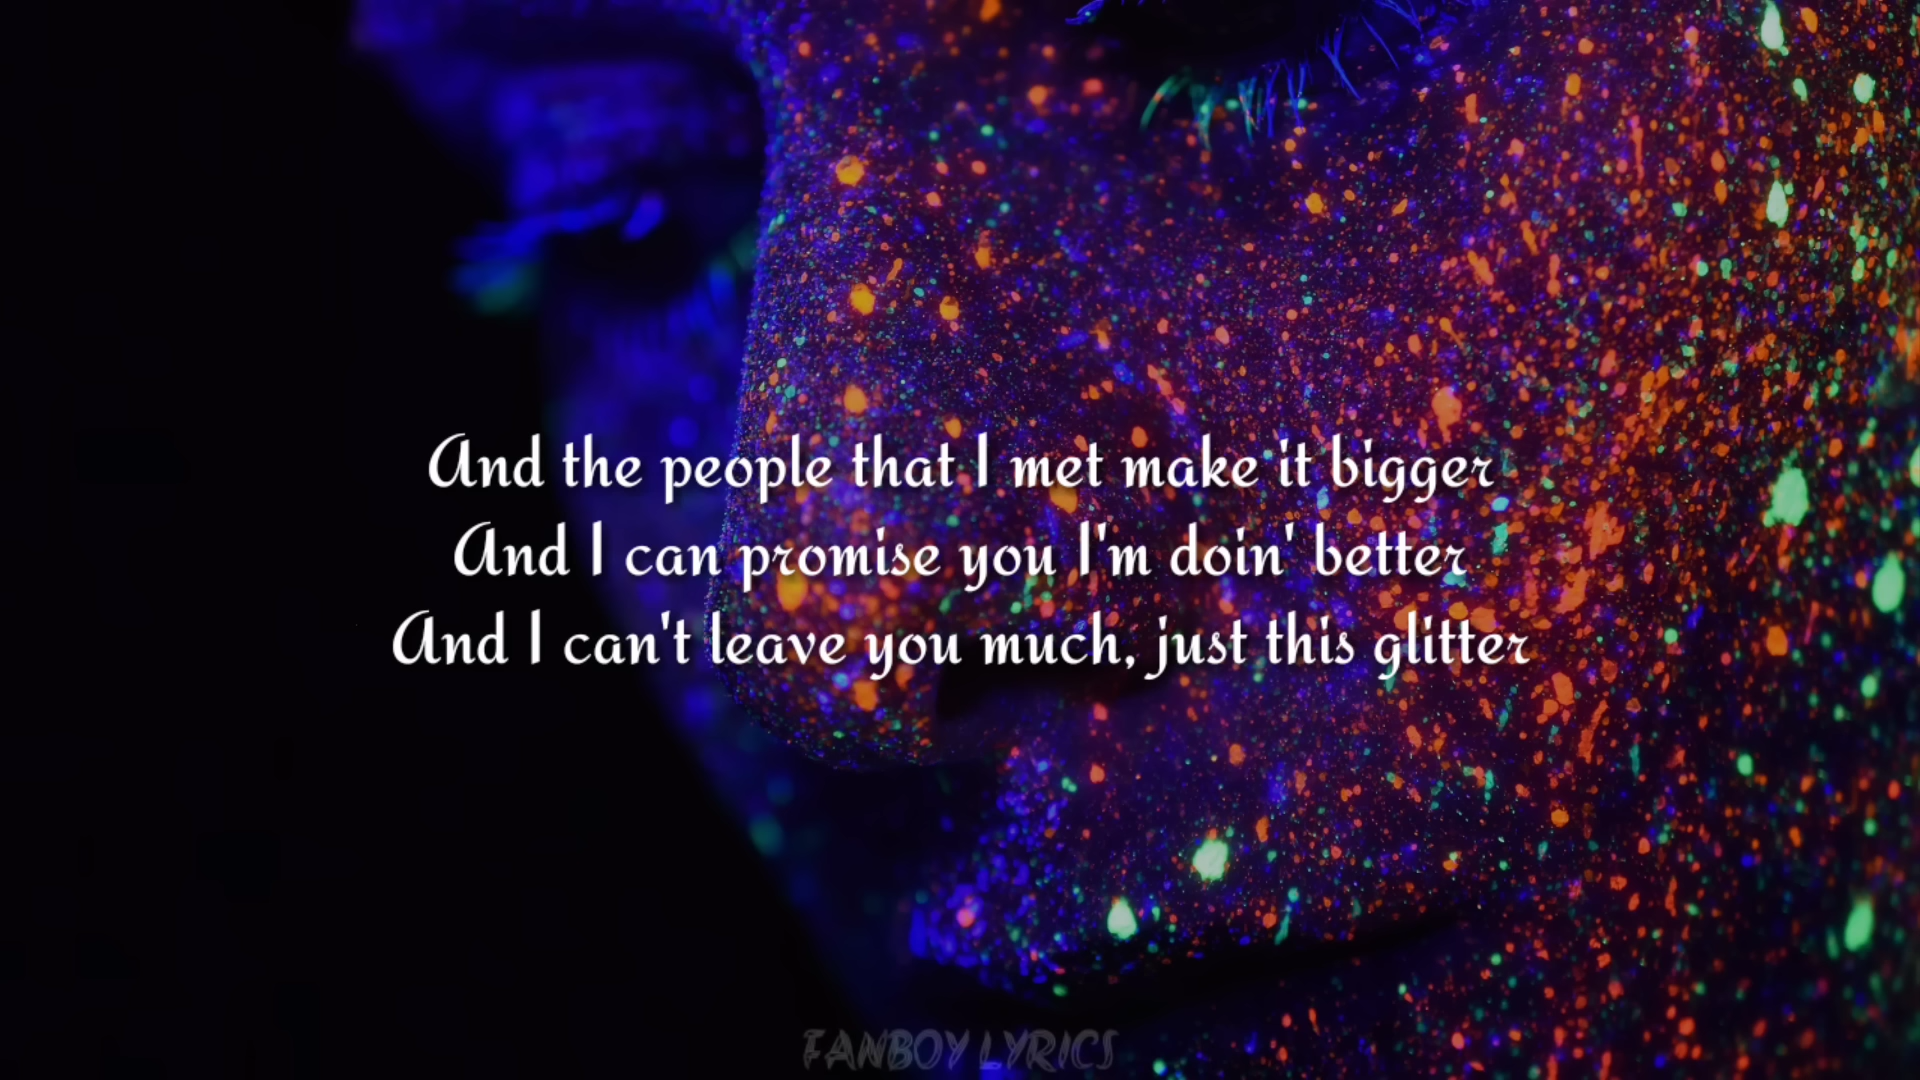 And the people that I met make it bigger
And I can promise you I'm doin' better
And I can't leave you much, just this glitter
FANBOY LYRICS